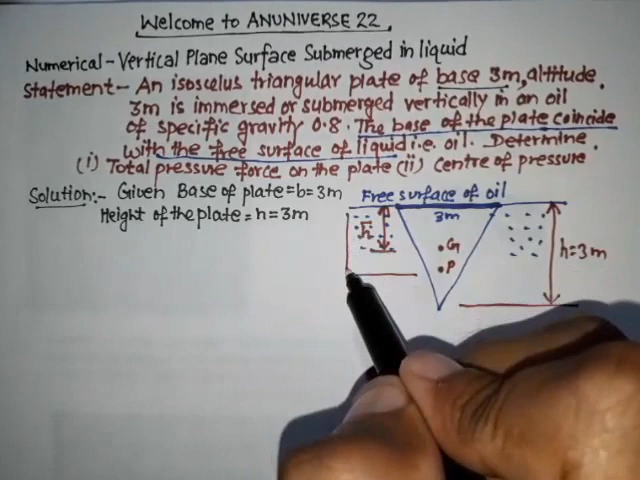 Welcome to ANUNIVERSE 22
Numerical - Vertical Plane Surface Submerged in liquid
Statement - An isosculus triangular plate of base 3m, altitude.
3m is immersed or submerged vertically in an oil
of specific gravity 0.8. The base of the plate coincide
with the free surface of liquid i.e. oil. Determine.
(i) Total pressure force on the plate (ii) Centre of pressure
Solution:- Given Base of plate = b = 3m
Free surface of oil
Height of the plate = h = 3m
3m
h̄
G
P
h = 3m